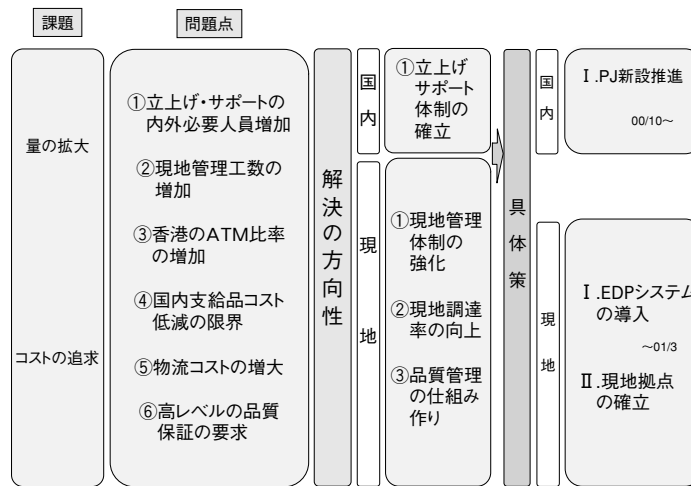 課題
問題点
量の拡大
コストの追求
①立上げ・サポートの
内外必要人員増加
②現地管理工数の
増加
③香港のATM比率
の増加
④国内支給品コスト
低減の限界
⑤物流コストの増大
⑥高レベルの品質
保証の要求
解決の方向性
国内
①立上げ
サポート
体制の
確立
現地
①現地管理
体制の
強化
②現地調達
率の向上
③品質管理
の仕組み
作り
具体策
国内
Ⅰ.PJ新設推進
00/10～
現地
Ⅰ.EDPシステム
の導入
～01/3
Ⅱ.現地拠点
の確立